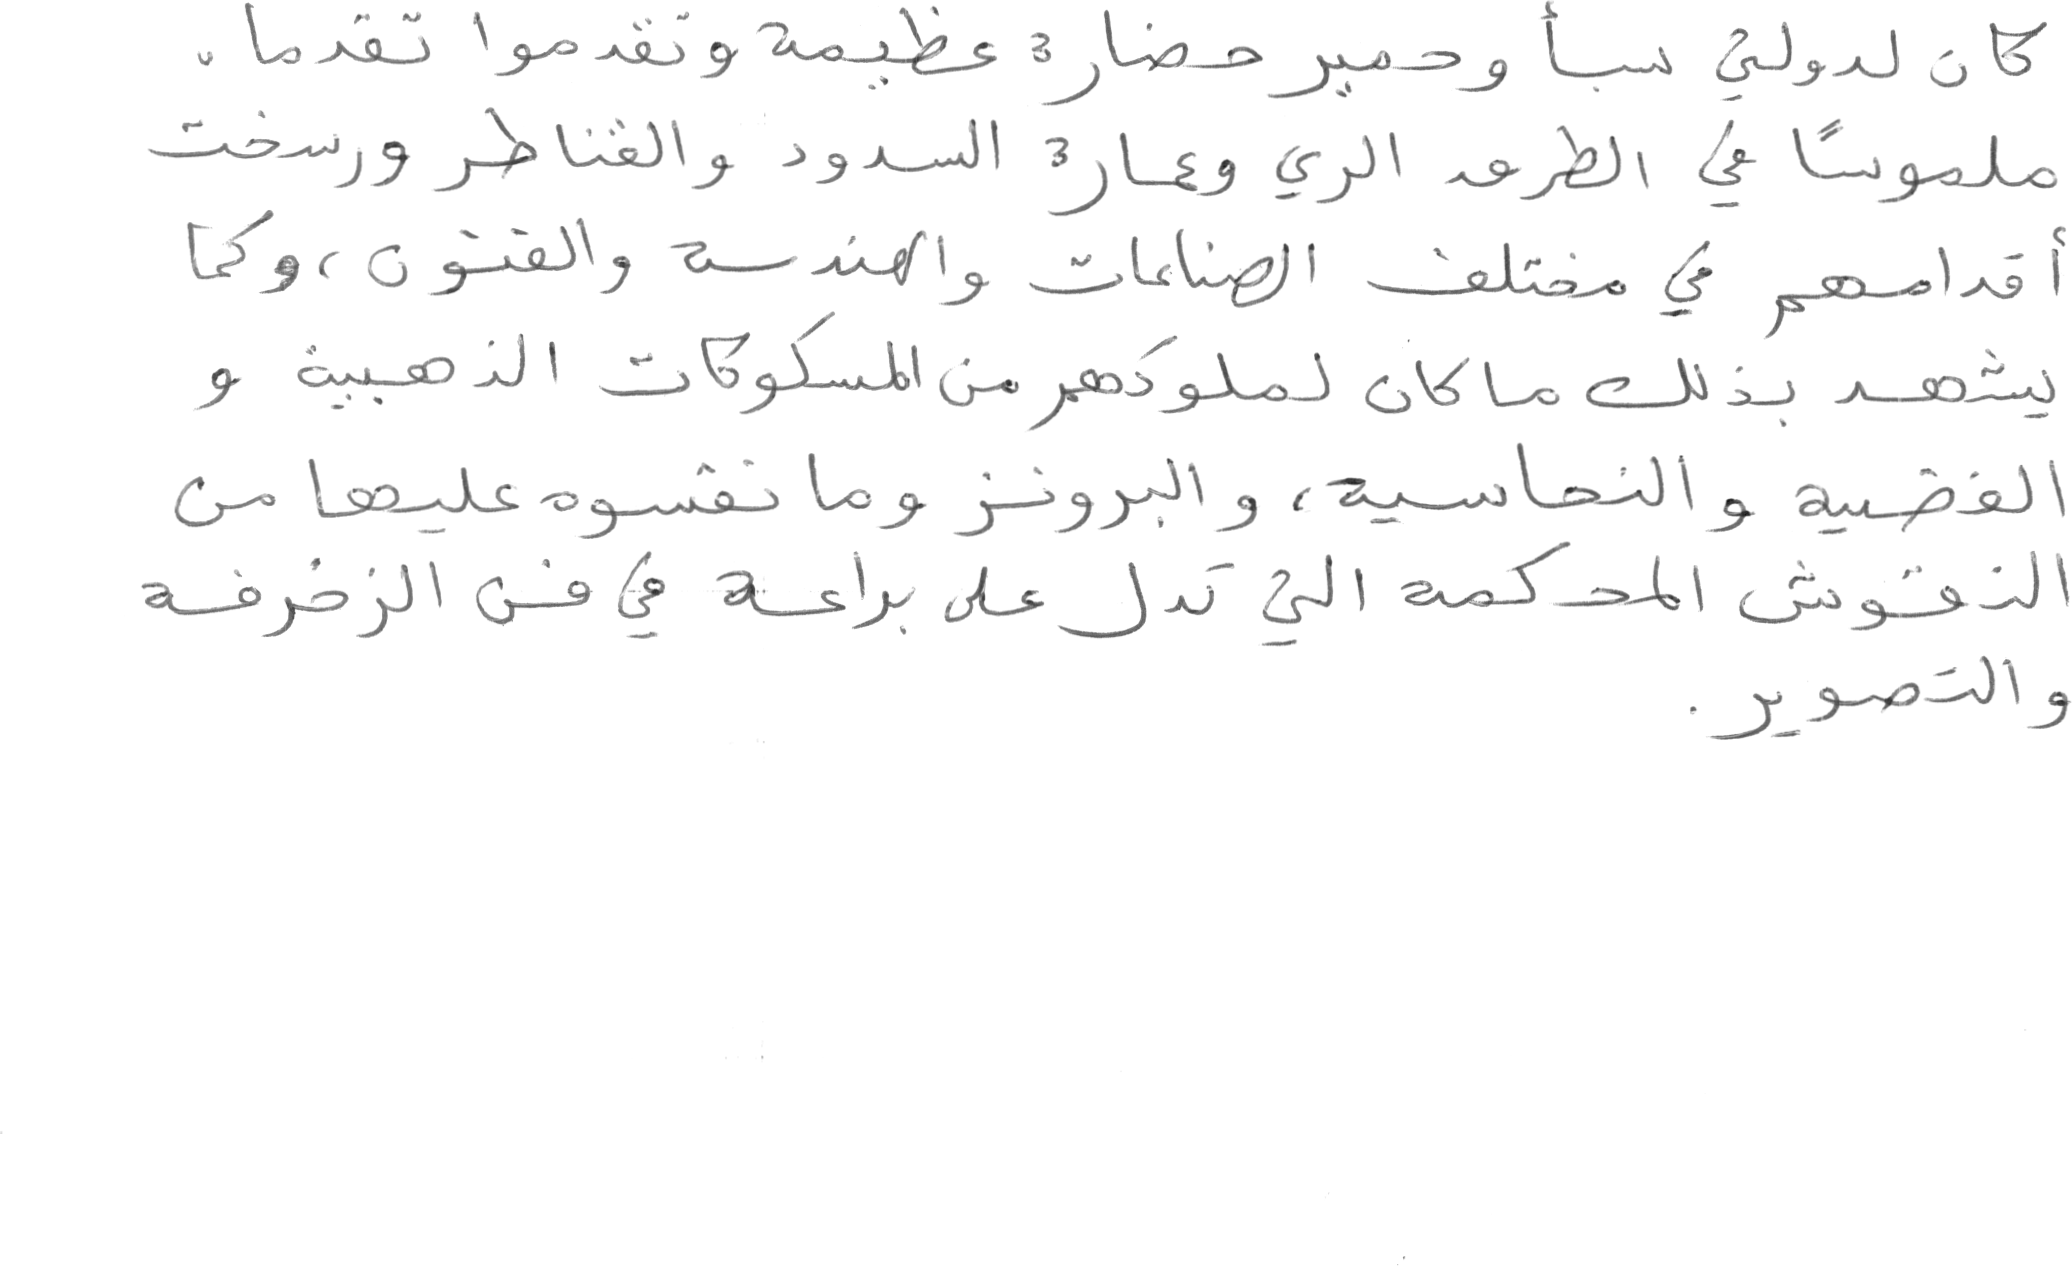 كان لدولتي سبأ وحمير حضارة عظيمة وتقدموا تقدما.
ملموسًا في الطرق الري وعمارة السدود والقناطر ورسخت
أقدامهم في مختلف الصناعات والهندسة والفنون، وكما
يشهد بذلك ما كان لملوكهم من المسكوكات الذهبية و
الفضية والنحاسية، والبرونز وما نقسوه عليها من
النقوش المحكمة التي تدل على براعة في فن الزخرفة
والتصوير.